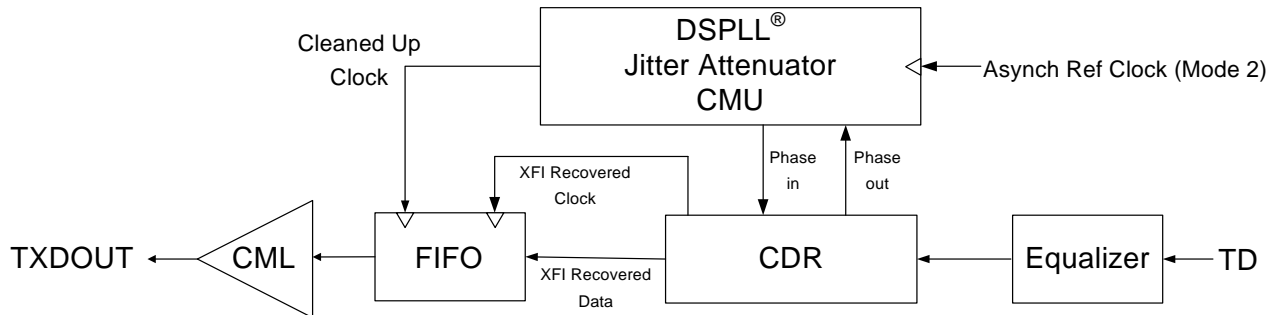 DSPLL®
Jitter Attenuator
CMU
Cleaned Up
Clock
Asynch Ref Clock (Mode 2)
Phase
in
Phase
out
XFI Recovered
Clock
TXDOUT
CML
FIFO
XFI Recovered
Data
CDR
Equalizer
TD